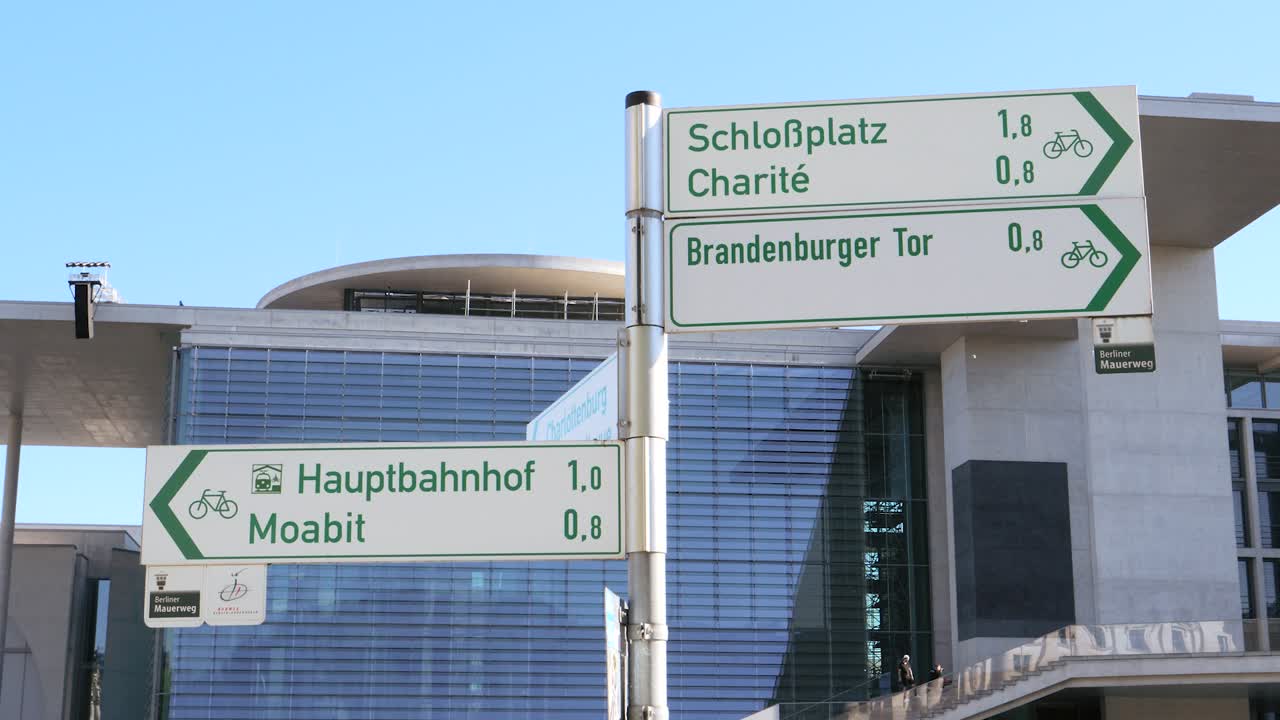 Schloßplatz 1,8
Charité 0,8
Brandenburger Tor 0,8
Berliner
Mauerweg
Charlottenburg
Hauptbahnhof 1,0
Moabit 0,8
Berliner
Mauerweg